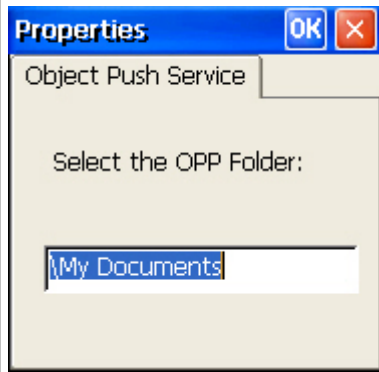 Properties OK
Object Push Service
Select the OPP Folder:
\My Documents